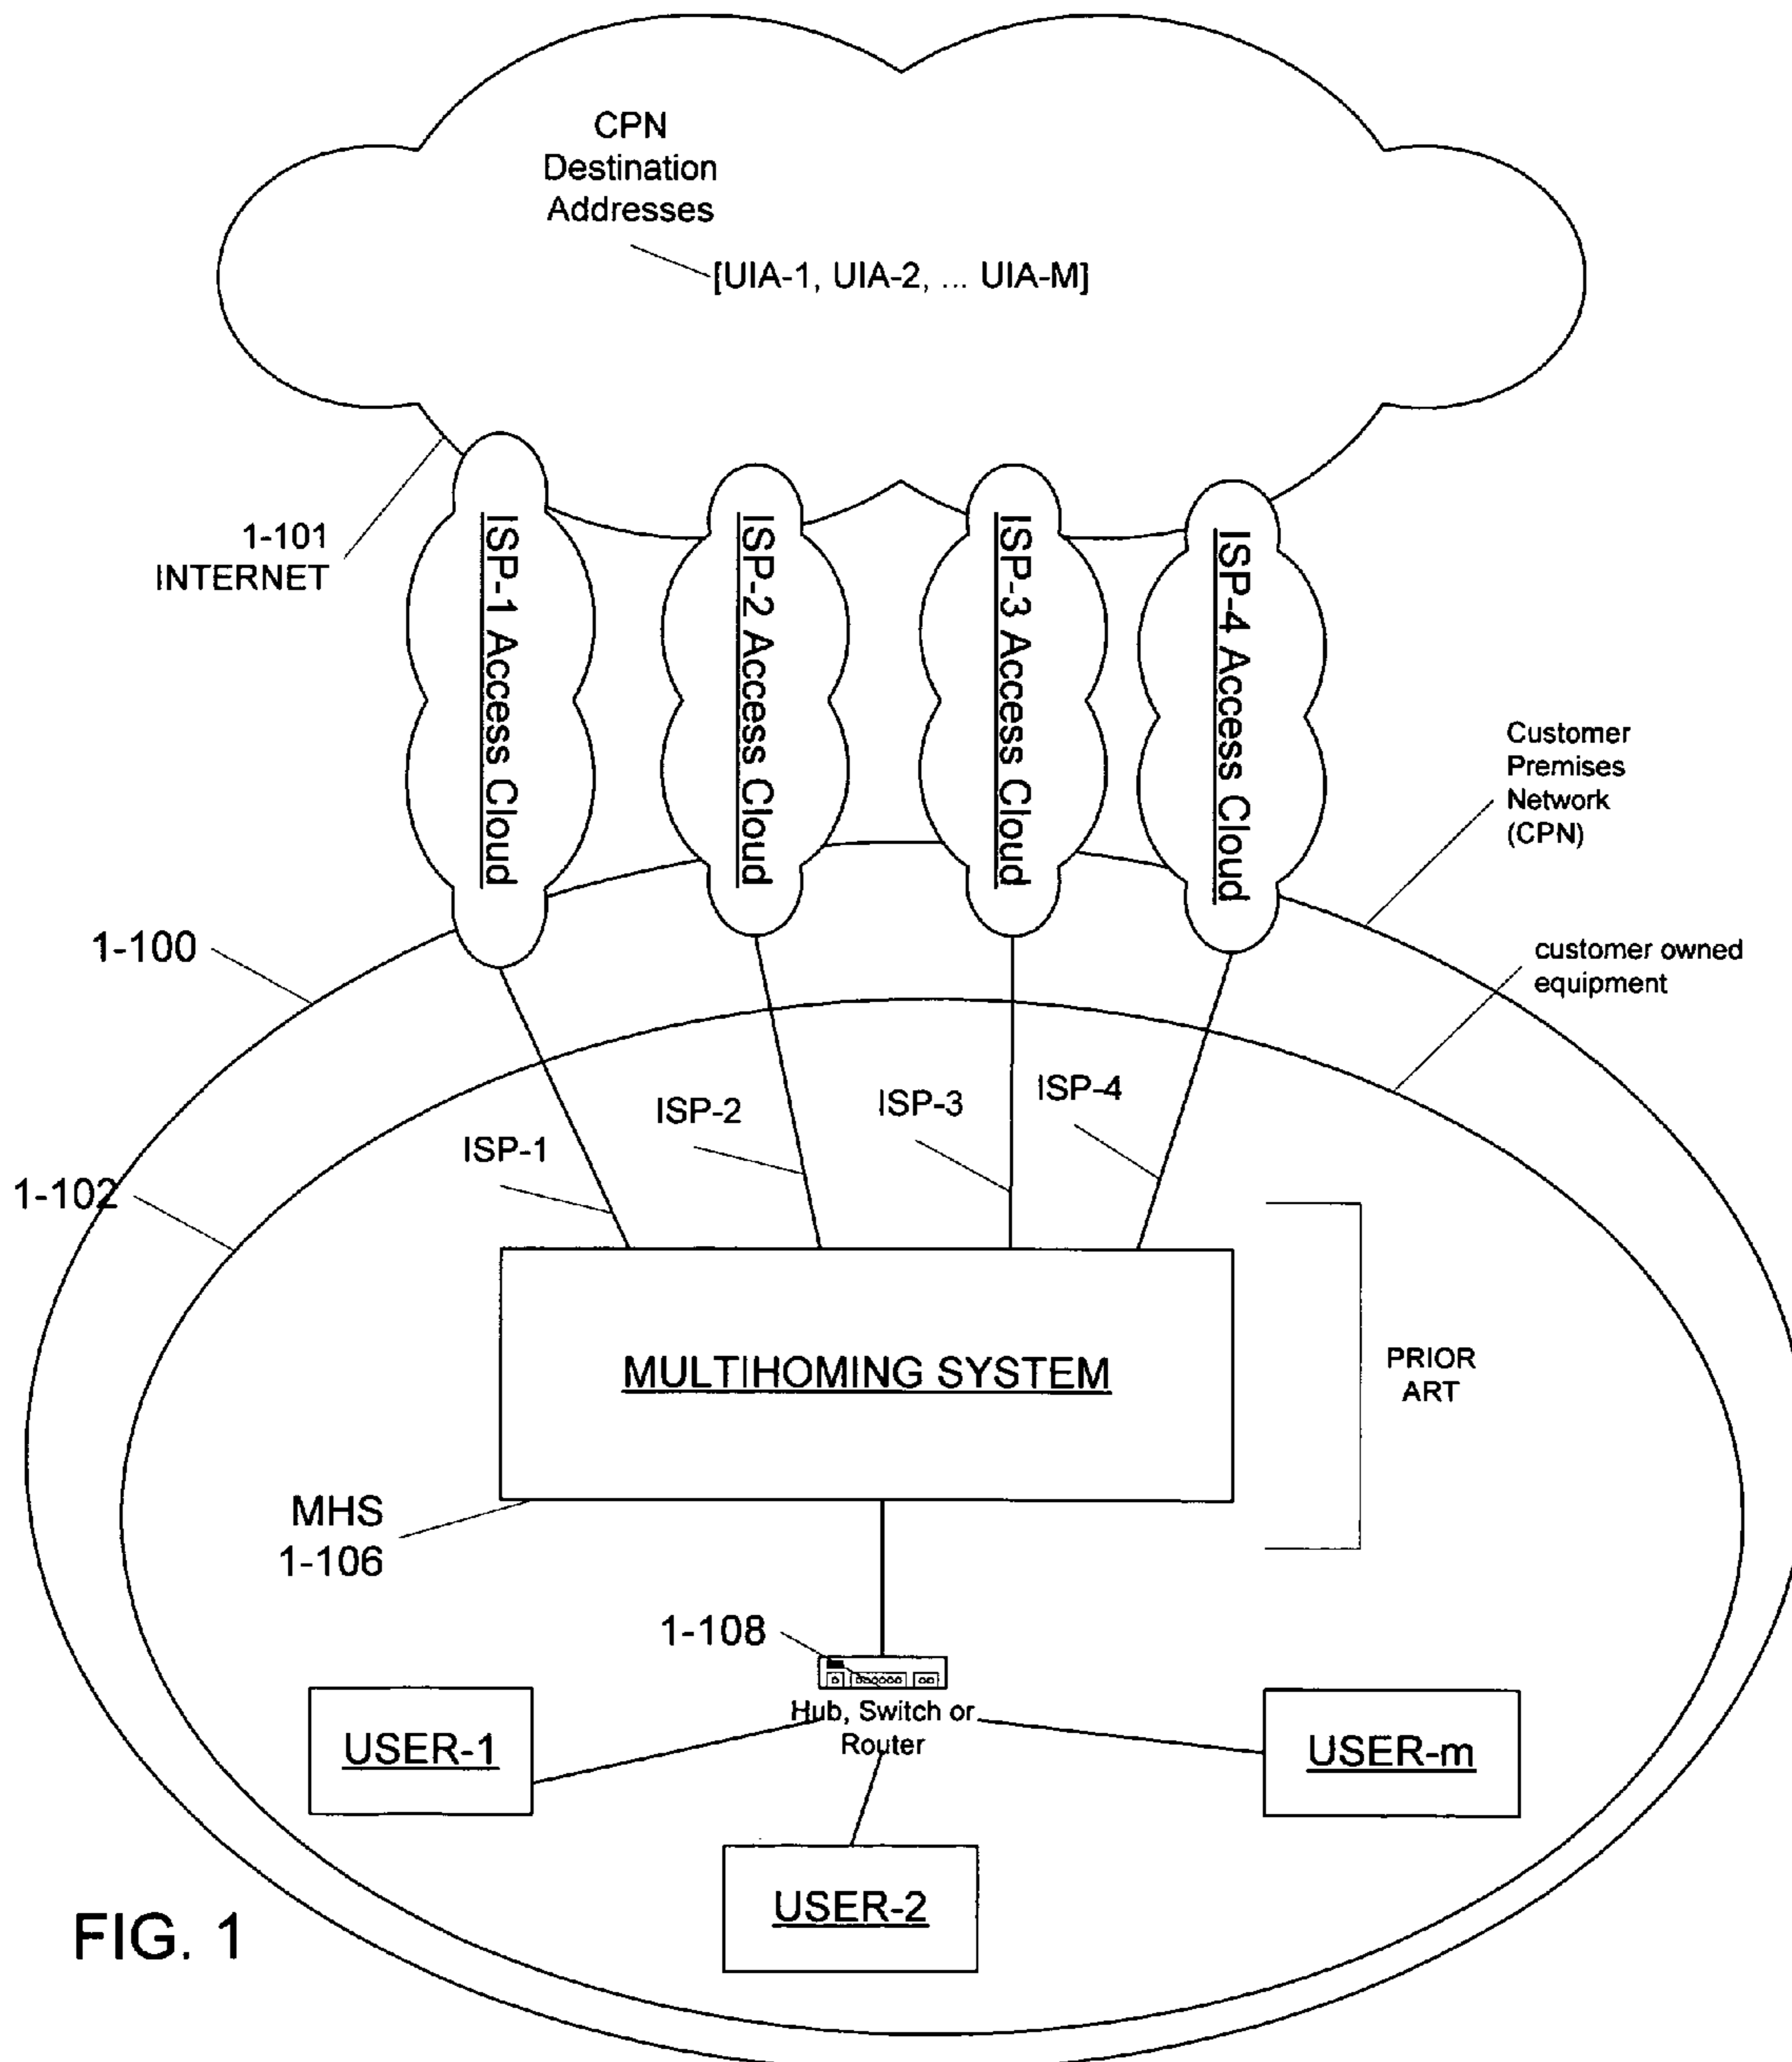 CPN
Destination
Addresses
[UIA-1, UIA-2, ... UIA-M]
1-101
INTERNET
ISP-1 Access Cloud
ISP-2 Access Cloud
ISP-3 Access Cloud
ISP-4 Access Cloud
Customer
Premises
Network
(CPN)
1-100
customer owned
equipment
ISP-1
ISP-2
ISP-3
ISP-4
1-102
MULTIHOMING SYSTEM
PRIOR
ART
MHS
1-106
1-108
Hub, Switch or
Router
USER-1
USER-m
USER-2
FIG. 1